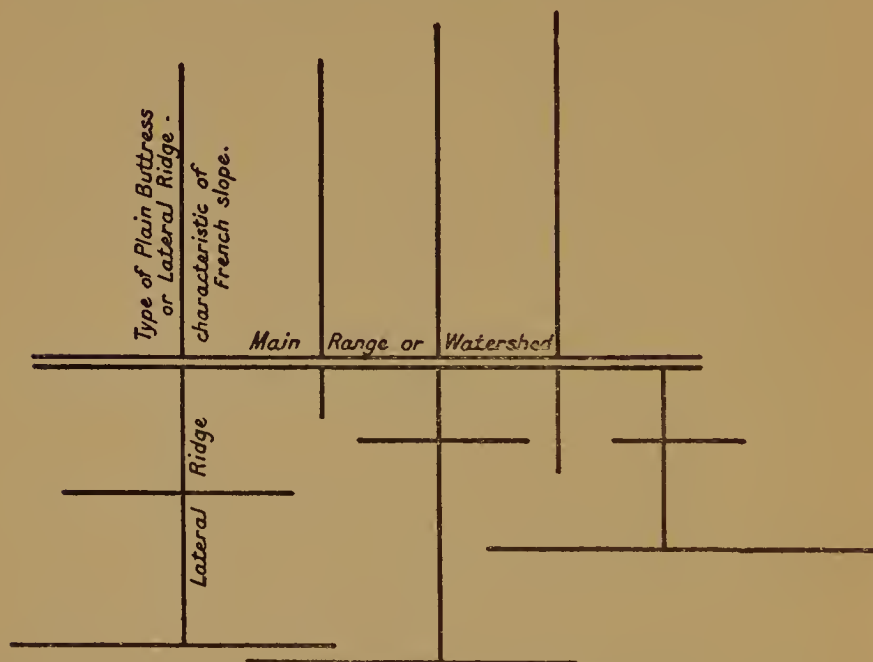 Type of Plain Buttress
or Lateral Ridge -
characteristic of
French slope.
Main Range or Watershed
Lateral Ridge